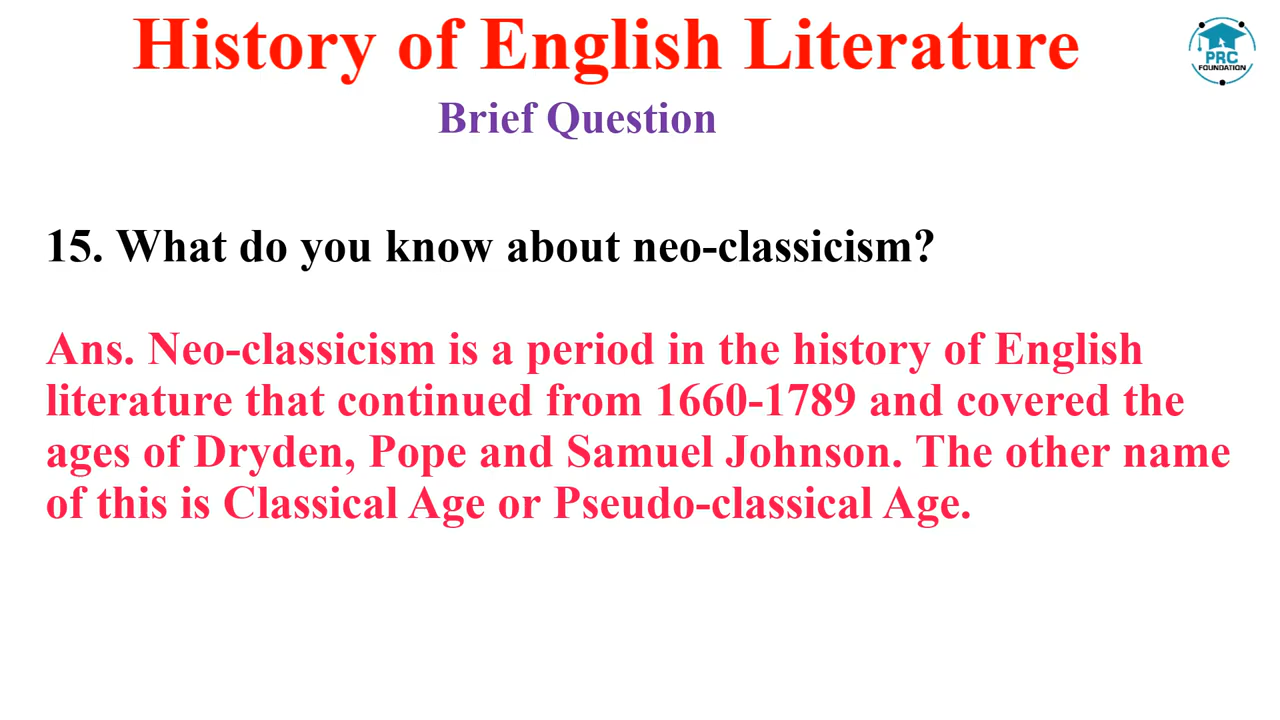 History of English Literature
PRC
FOUNDATION
Brief Question
15. What do you know about neo-classicism?
Ans. Neo-classicism is a period in the history of English
literature that continued from 1660-1789 and covered the
ages of Dryden, Pope and Samuel Johnson. The other name
of this is Classical Age or Pseudo-classical Age.